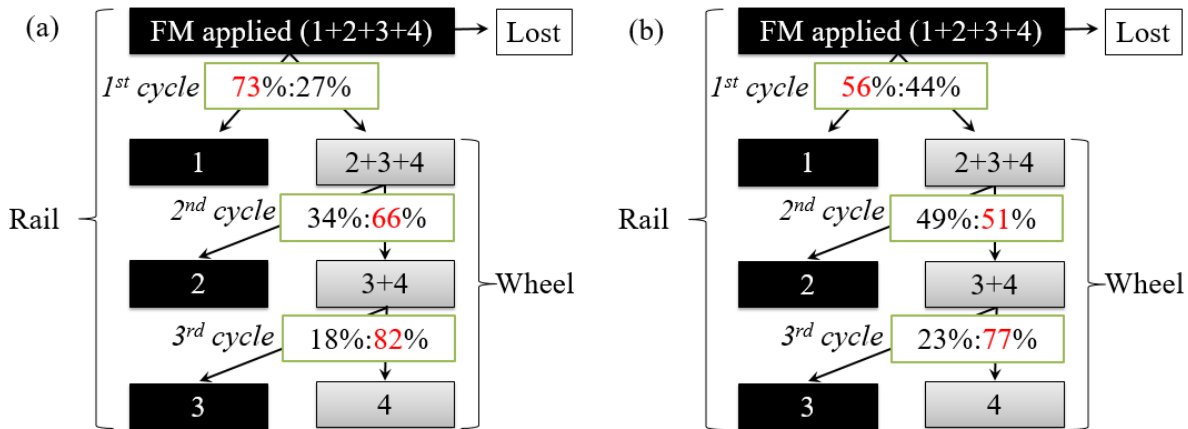 (a)
FM applied (1+2+3+4)
Lost
1st cycle
73%:27%
1
2+3+4
2nd cycle
34%:66%
Rail
2
3+4
Wheel
3rd cycle
18%:82%
3
4
(b)
FM applied (1+2+3+4)
Lost
1st cycle
56%:44%
1
2+3+4
2nd cycle
49%:51%
Rail
2
3+4
Wheel
3rd cycle
23%:77%
3
4